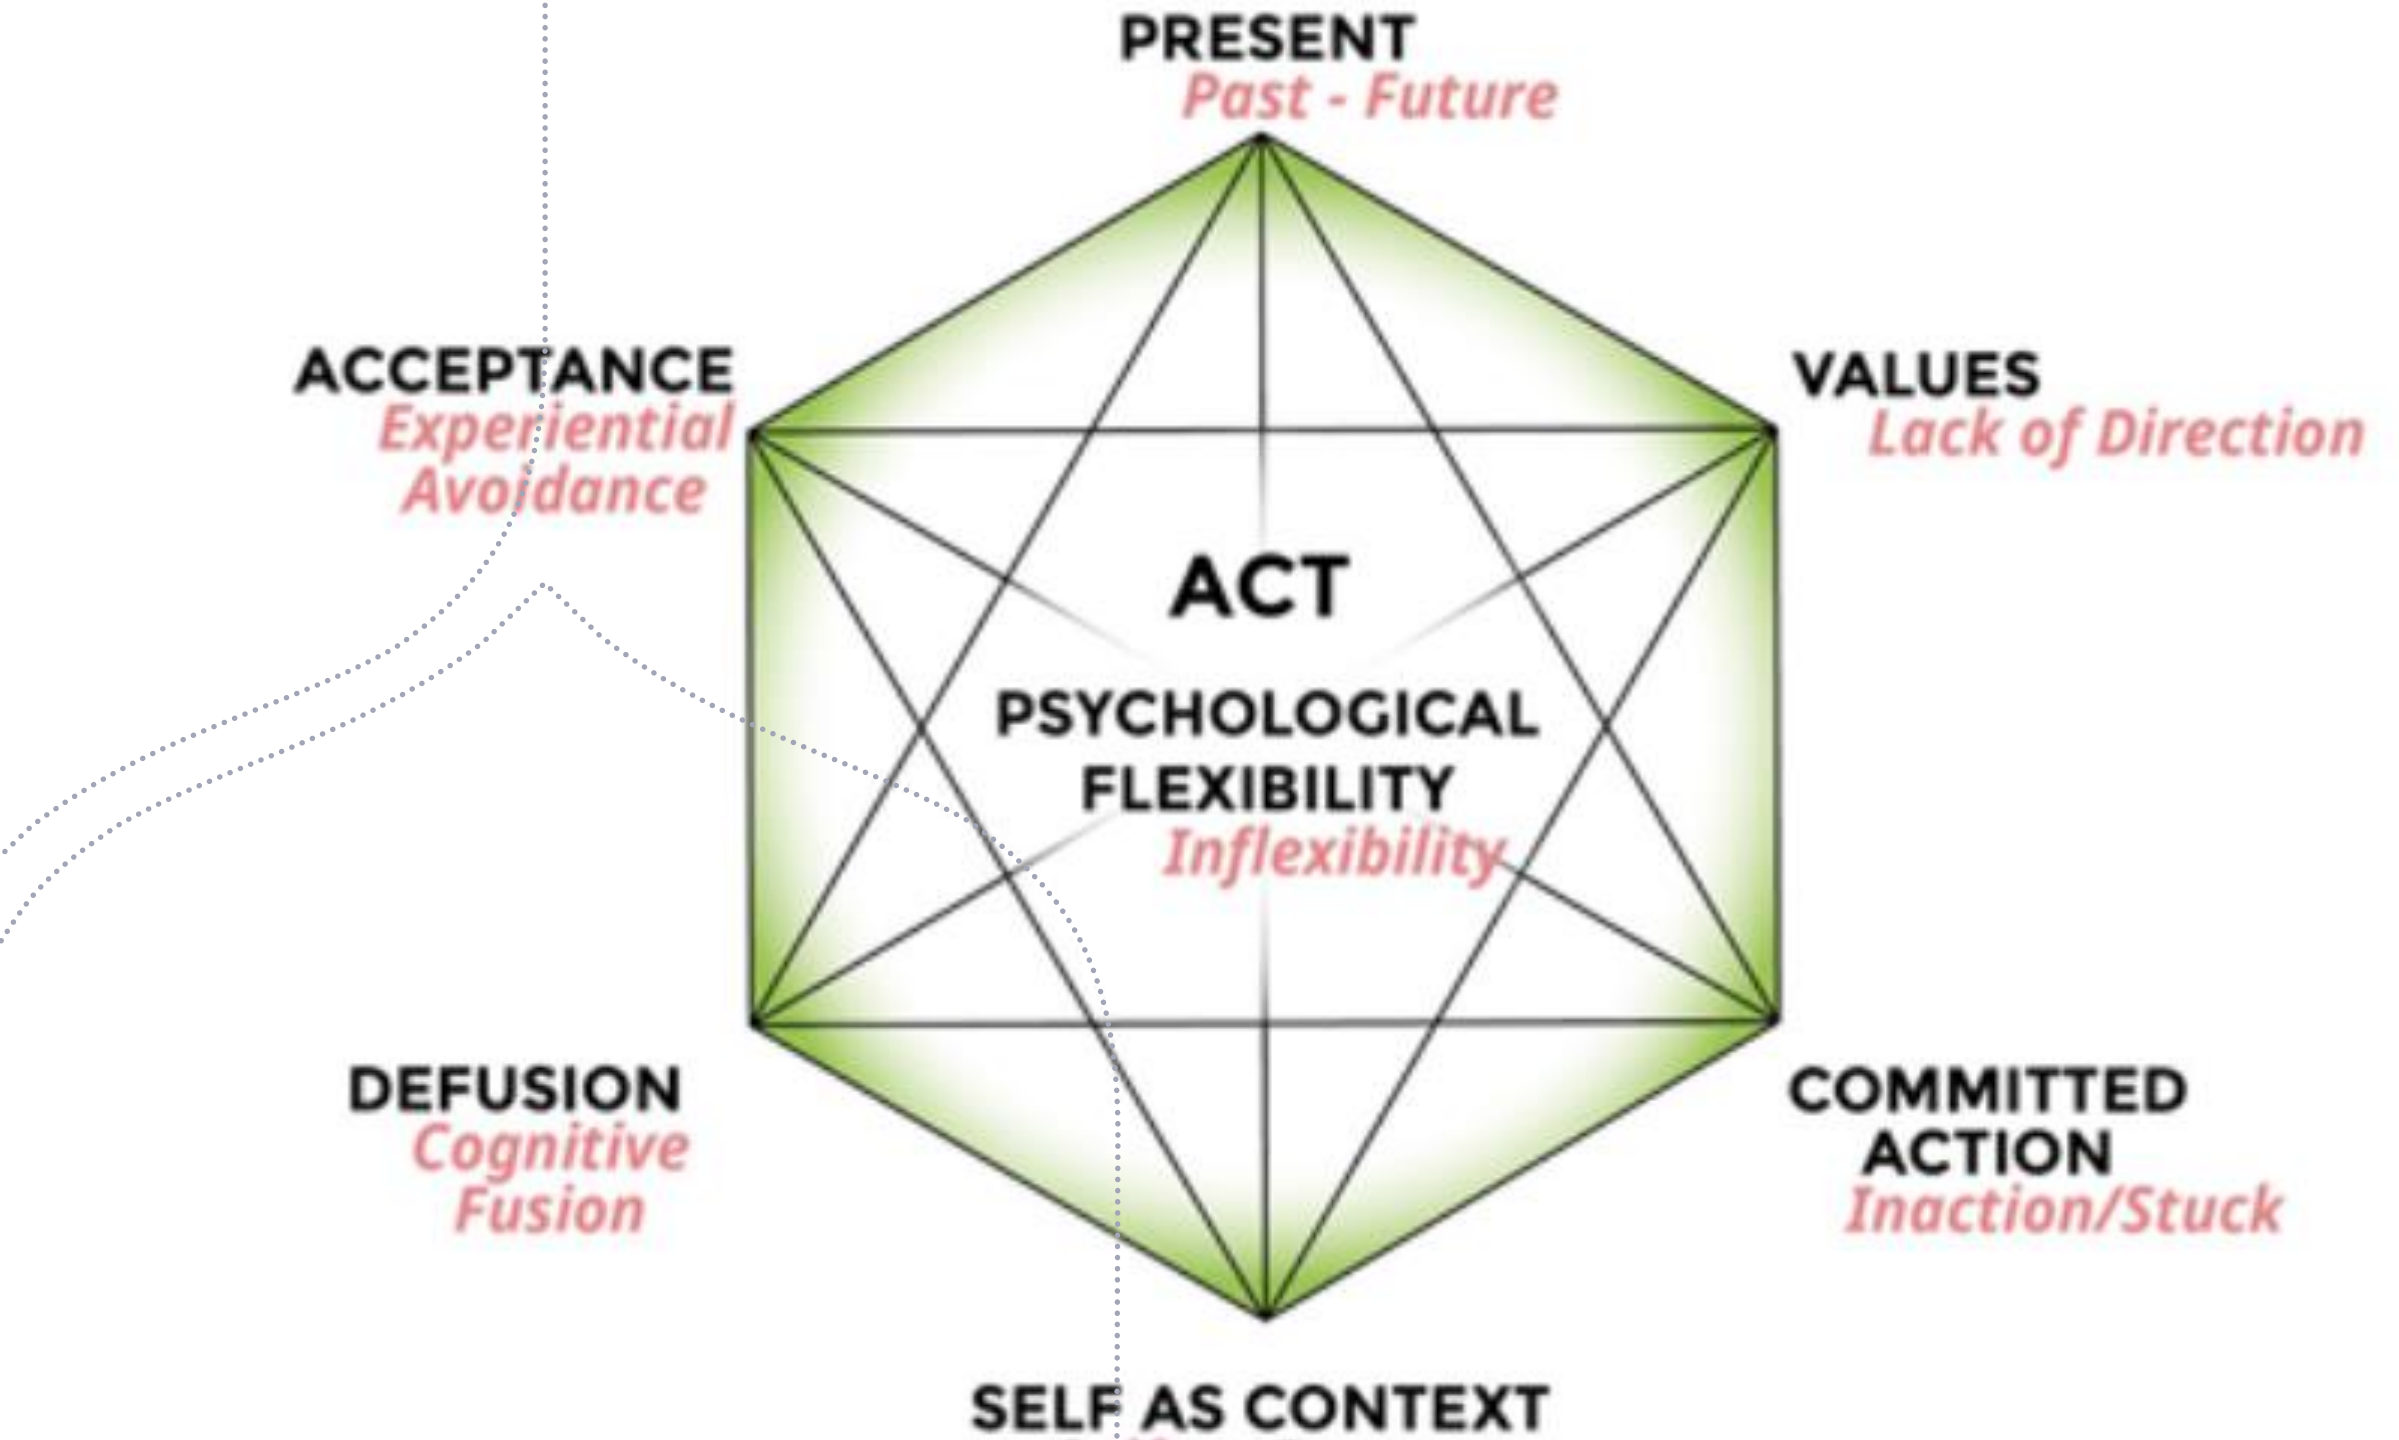 PRESENT
Past - Future
ACCEPTANCE
Experiential
Avoidance
VALUES
Lack of Direction
ACT
PSYCHOLOGICAL
FLEXIBILITY
Inflexibility
DEFUSION
Cognitive
Fusion
COMMITTED
ACTION
Inaction/Stuck
SELF AS CONTEXT